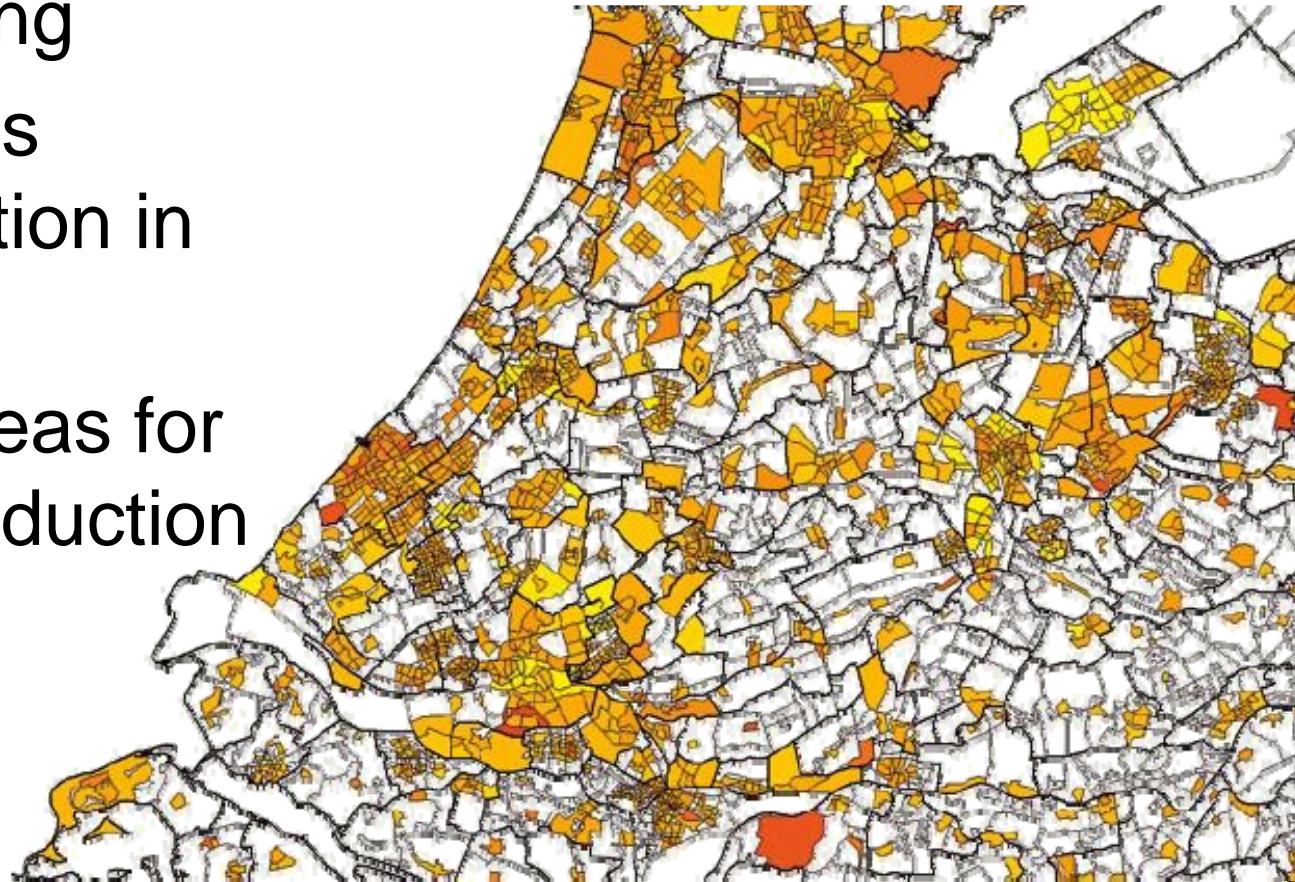 ng
s
tion in
eas for
duction